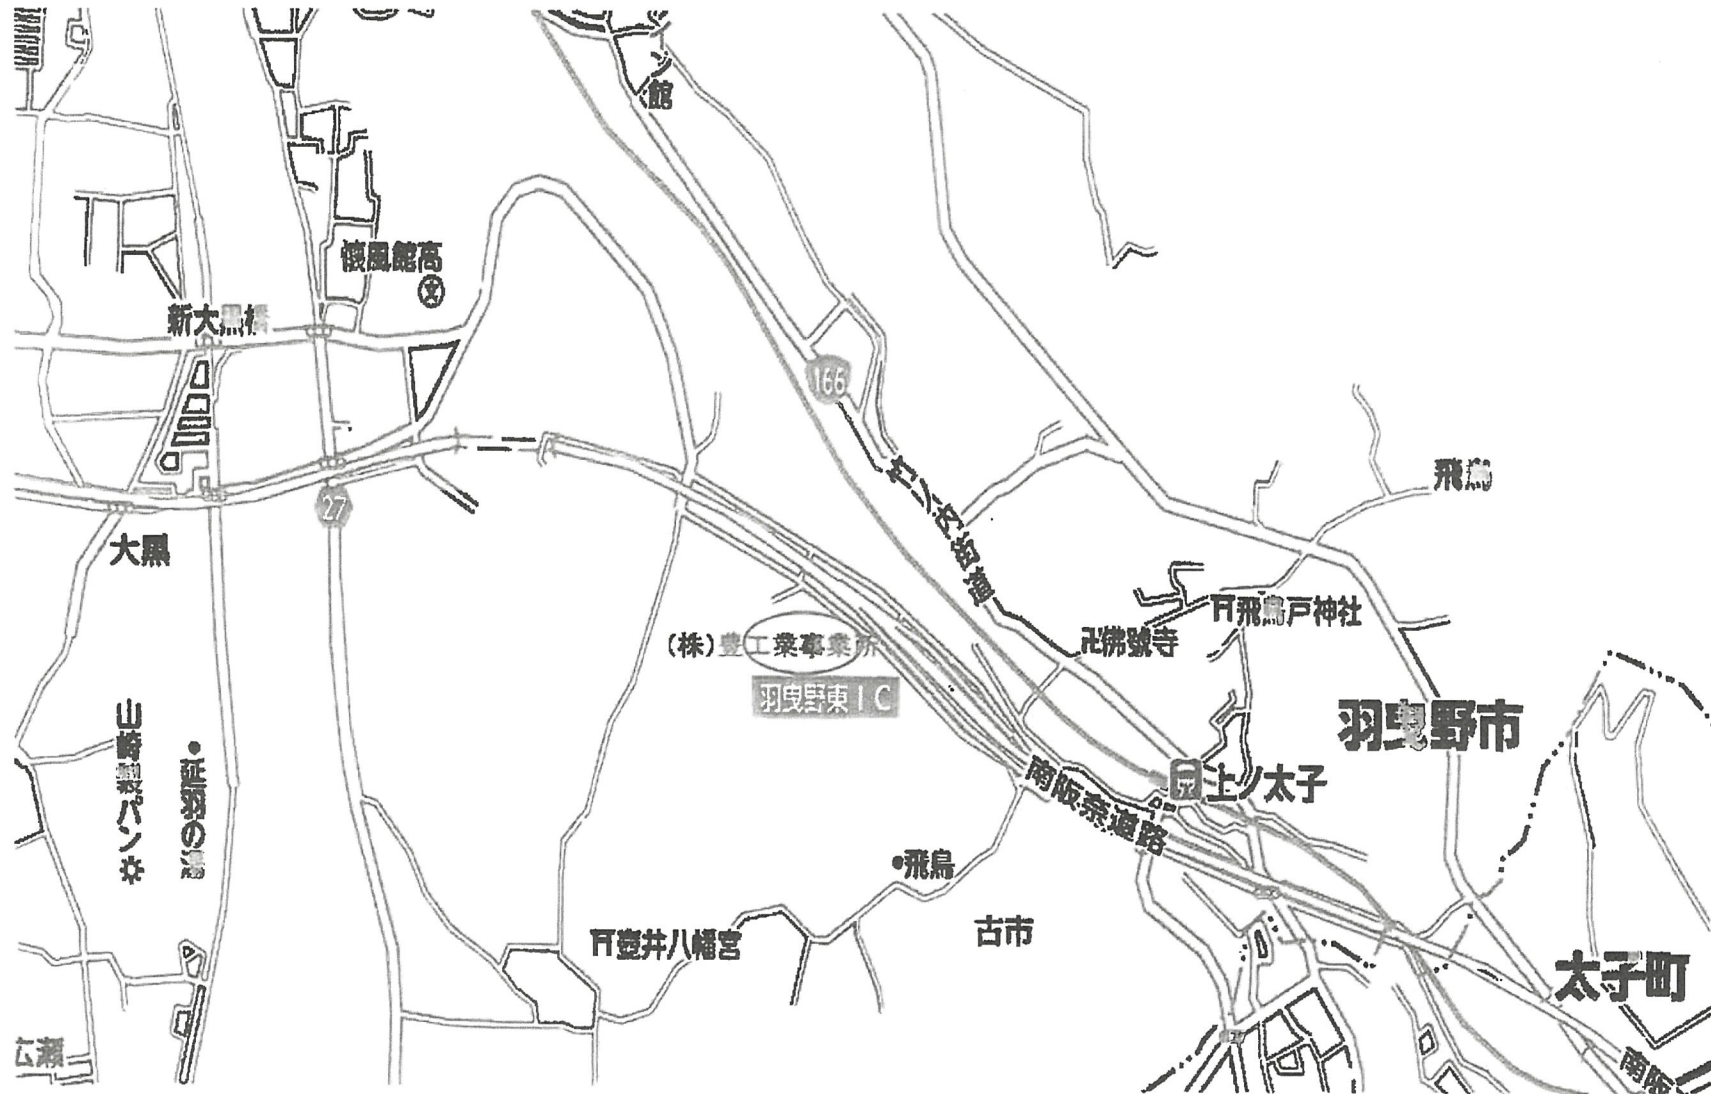 館
懐風館高
文
新大黒橋
166
竹ノ内街道
飛鳥
27
大黒
飛鳥戸神社
佛號寺
(株)豊工業事業所
羽曳野東IC
羽曳野市
山崎製パン
延羽の湯
上ノ太子
南阪奈道路
飛鳥
古市
壺井八幡宮
太子町
広瀬
南阪